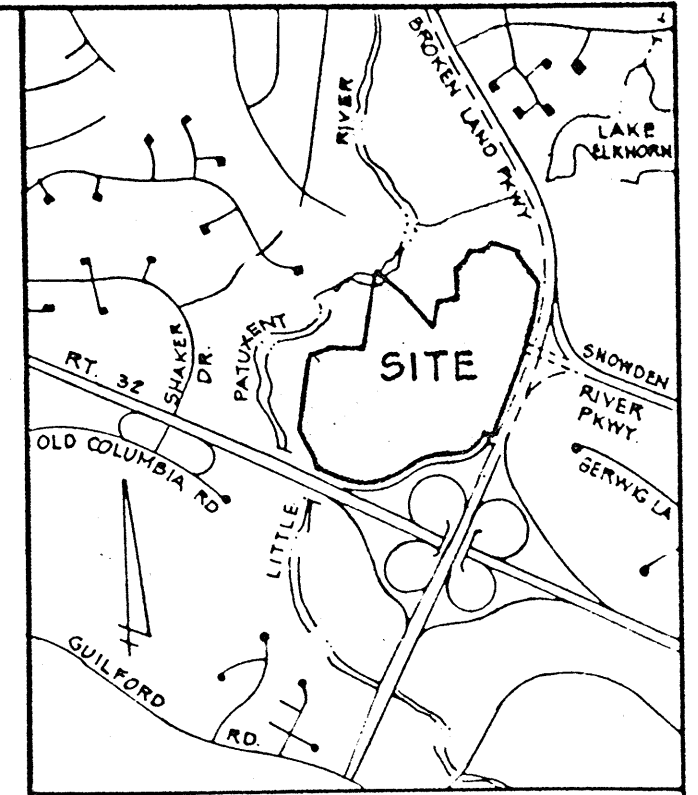 BROKEN LAND PKWY
RIVER
LAKE
ELKHORN
PATUXENT
SITE
SHAKER
DR.
RT. 32
SNOWDEN
RIVER
PKWY.
OLD COLUMBIA RD
GERWIG LA
LITTLE
GUILFORD
RD.